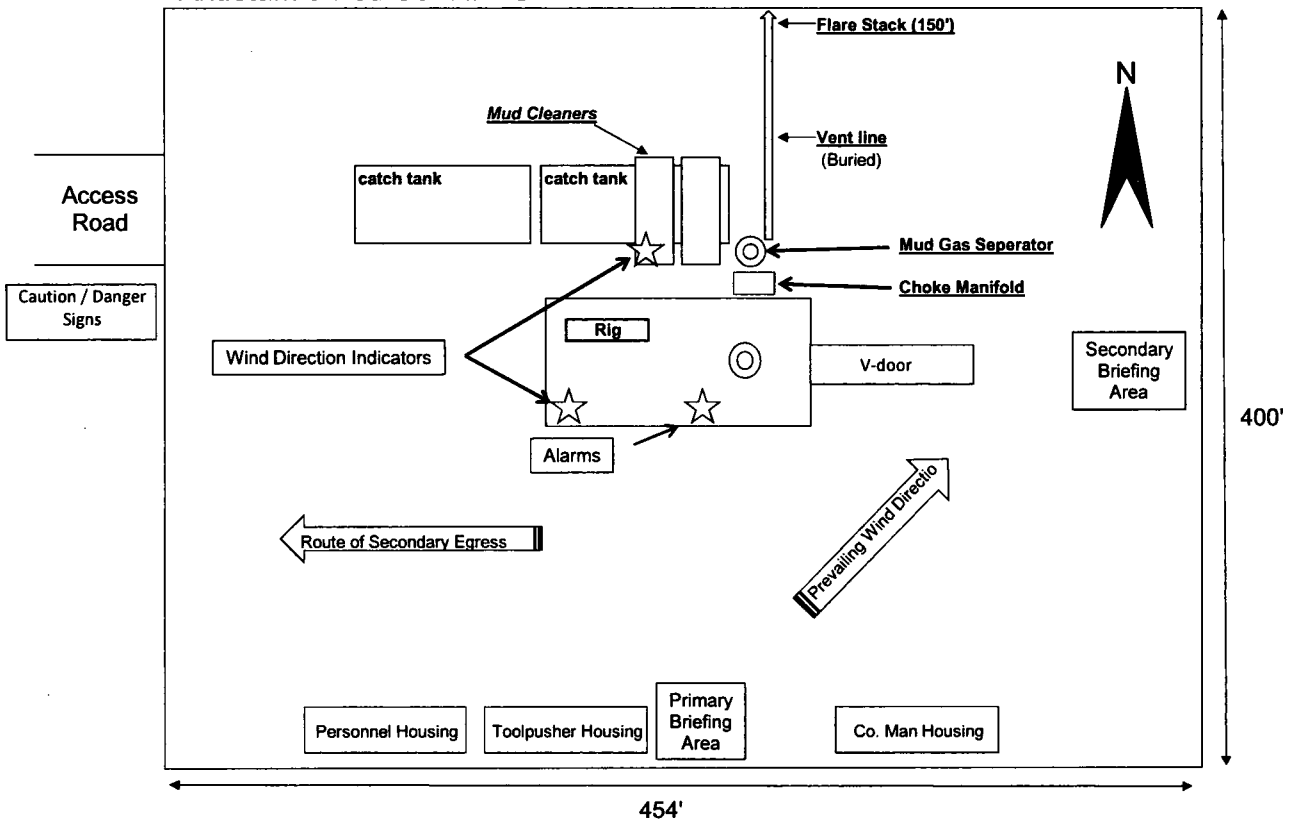 Flare Stack (150')
N
Mud Cleaners
Vent line
(Buried)
catch tank
catch tank
Access
Road
Mud Gas Seperator
Choke Manifold
Caution / Danger
Signs
Rig
Wind Direction Indicators
V-door
Secondary
Briefing
Area
400'
Alarms
Prevailing Wind Directio
Route of Secondary Egress
Primary
Briefing
Area
Personnel Housing
Toolpusher Housing
Co. Man Housing
454'